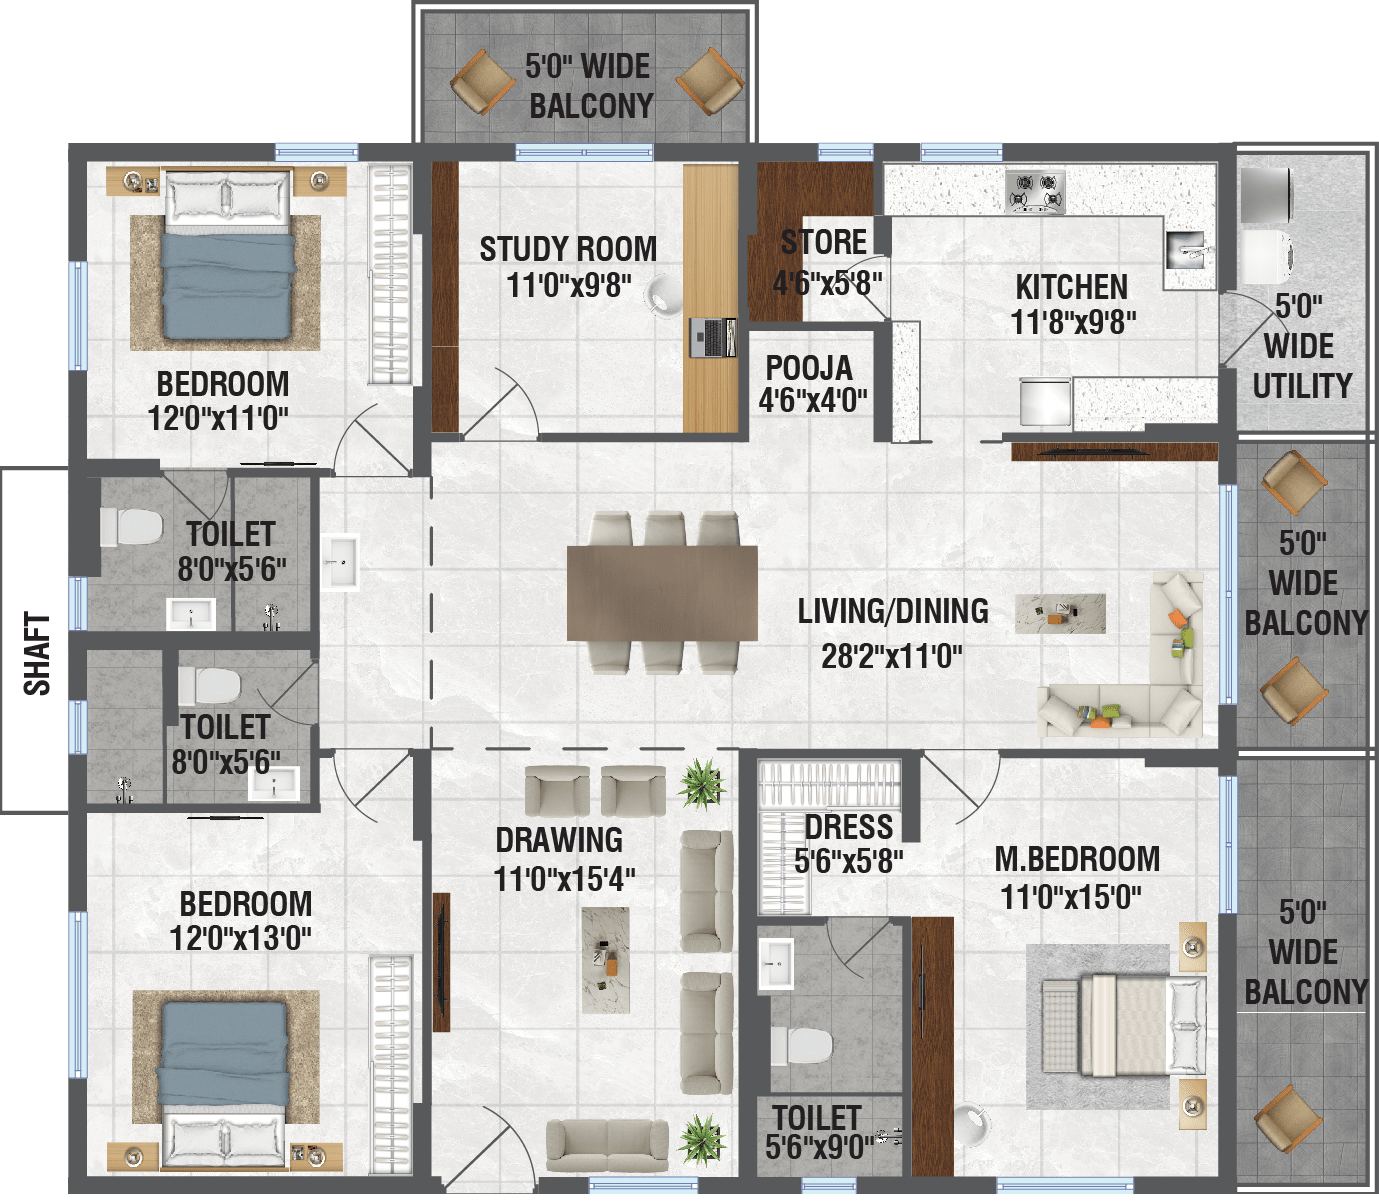 5'0" WIDE
BALCONY
STUDY ROOM
11'0"x9'8"
STORE
4'6"x5'8"
KITCHEN
11'8"x9'8"
5'0"
WIDE
UTILITY
BEDROOM
12'0"x11'0"
POOJA
4'6"x4'0"
TOILET
8'0"x5'6"
5'0"
WIDE
BALCONY
LIVING/DINING
28'2"x11'0"
SHAFT
TOILET
8'0"x5'6"
DRAWING
11'0"x15'4"
DRESS
5'6"x5'8"
M.BEDROOM
11'0"x15'0"
BEDROOM
12'0"x13'0"
5'0"
WIDE
BALCONY
TOILET
5'6"x9'0"